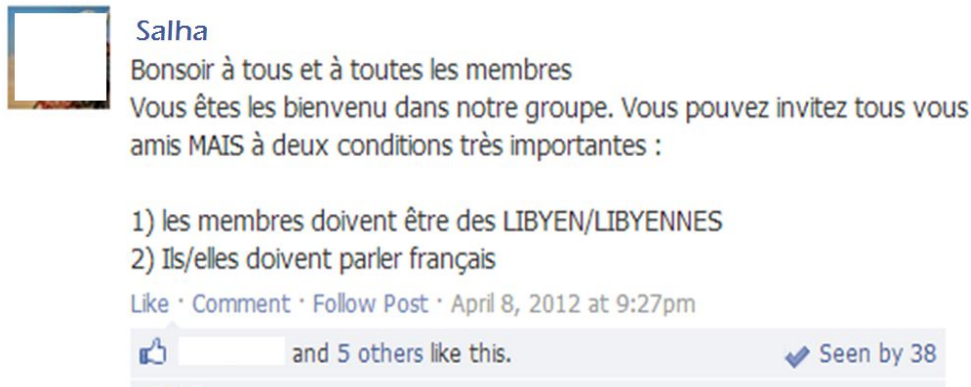 Salha
Bonsoir à tous et à toutes les membres
Vous êtes les bienvenu dans notre groupe. Vous pouvez invitez tous vous
amis MAIS à deux conditions très importantes :
1) les membres doivent être des LIBYEN/LIBYENNES
2) Ils/elles doivent parler français
Like · Comment · Follow Post · April 8, 2012 at 9:27pm
and 5 others like this. Seen by 38